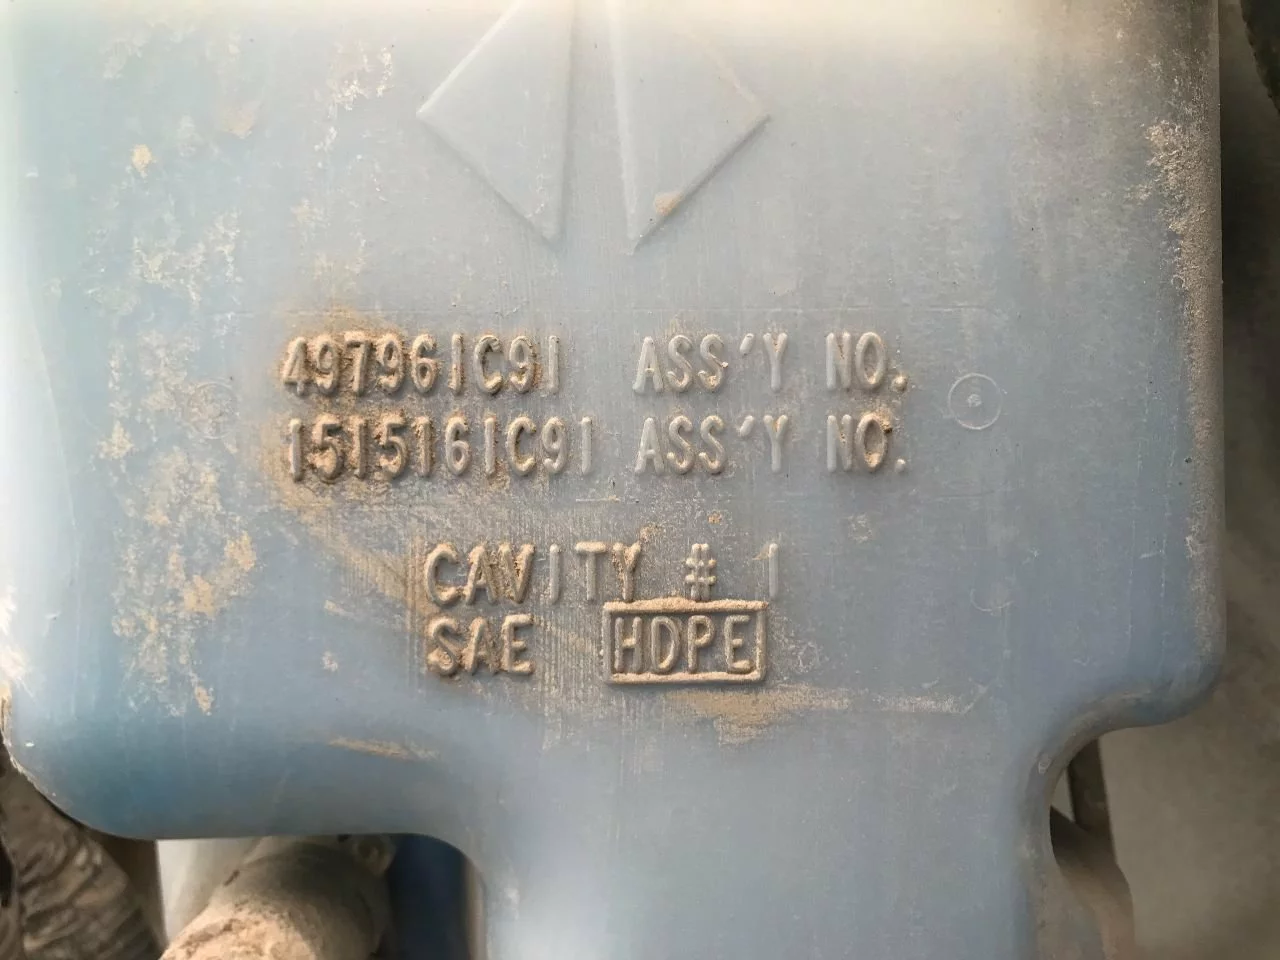 497961C91 ASS'Y NO.
1515161C91 ASS'Y NO.
CAVITY # 1
SAE HDPE